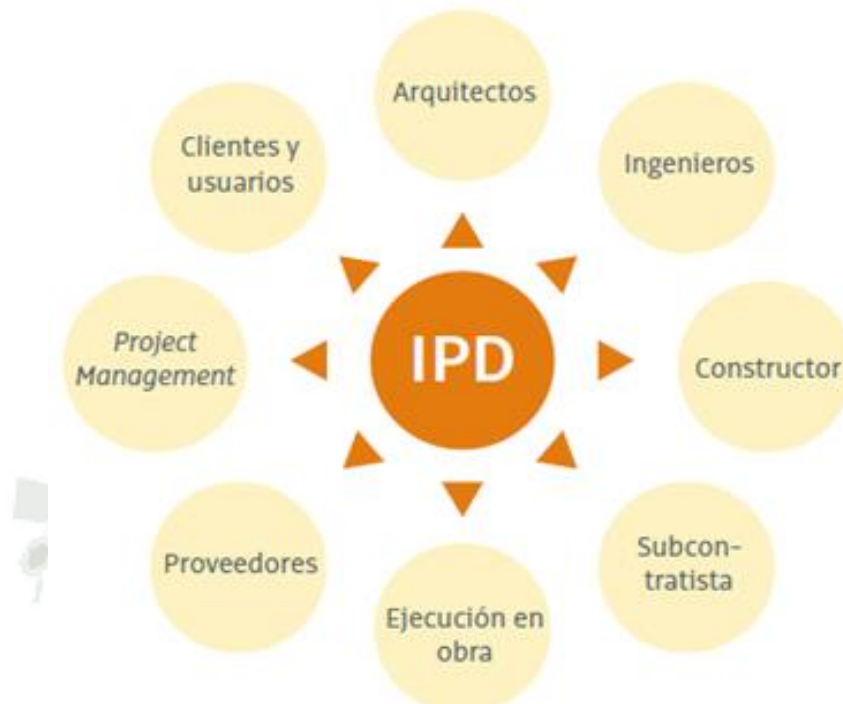 Arquitectos
Ingenieros
Constructor
Subcon-
tratista
Ejecución en
obra
Proveedores
Project
Management
Clientes y
usuarios
IPD